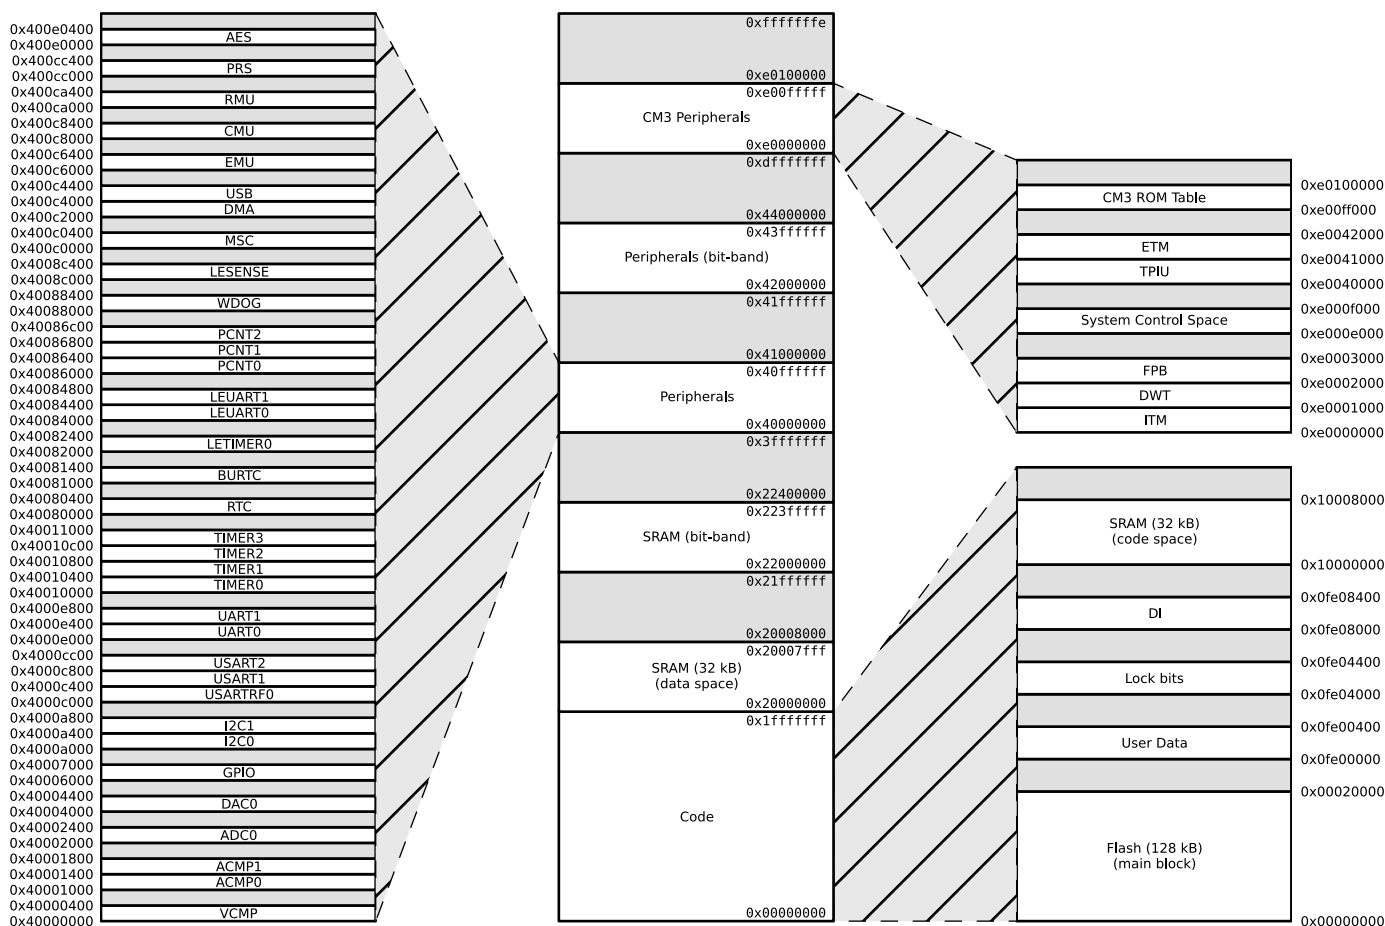 0x400e0400
AES
0x400e0000
0x400cc400
PRS
0x400cc000
0x400ca400
RMU
0x400ca000
0x400c8400
CMU
0x400c8000
0x400c6400
EMU
0x400c6000
0x400c4400
USB
0x400c4000
DMA
0x400c2000
0x400c0400
MSC
0x400c0000
0x4008c400
LESENSE
0x4008c000
0x40088400
WDOG
0x40088000
0x40086c00
PCNT2
0x40086800
PCNT1
0x40086400
PCNT0
0x40086000
0x40084800
LEUART1
0x40084400
LEUART0
0x40084000
0x40082400
LETIMER0
0x40082000
0x40081400
BURTC
0x40081000
0x40080400
RTC
0x40080000
0x40011000
TIMER3
0x40010c00
TIMER2
0x40010800
TIMER1
0x40010400
TIMER0
0x40010000
0x4000e800
UART1
0x4000e400
UART0
0x4000e000
0x4000cc00
USART2
0x4000c800
USART1
0x4000c400
USARTRF0
0x4000c000
0x4000a800
I2C1
0x4000a400
I2C0
0x4000a000
0x40007000
GPIO
0x40006000
0x40004400
DAC0
0x40004000
0x40002400
ADC0
0x40002000
0x40001800
ACMP1
0x40001400
ACMP0
0x40001000
0x40000400
VCMP
0x40000000
0xfffffffe
0xe0100000
0xe00fffff
CM3 Peripherals
0xe0000000
0xdfffffff
0x44000000
0x43ffffff
Peripherals (bit-band)
0x42000000
0x41ffffff
0x41000000
0x40ffffff
Peripherals
0x40000000
0x3fffffff
0x22400000
0x223fffff
SRAM (bit-band)
0x22000000
0x21ffffff
0x20008000
0x20007fff
SRAM (32 kB)
(data space)
0x20000000
0x1fffffff
Code
0x00000000
0xe0100000
CM3 ROM Table
0xe00ff000
0xe0042000
ETM
0xe0041000
TPIU
0xe0040000
0xe000f000
System Control Space
0xe000e000
0xe0003000
FPB
0xe0002000
DWT
0xe0001000
ITM
0xe0000000
0x10008000
SRAM (32 kB)
(code space)
0x10000000
0x0fe08400
DI
0x0fe08000
0x0fe04400
Lock bits
0x0fe04000
0x0fe00400
User Data
0x0fe00000
0x00020000
Flash (128 kB)
(main block)
0x00000000